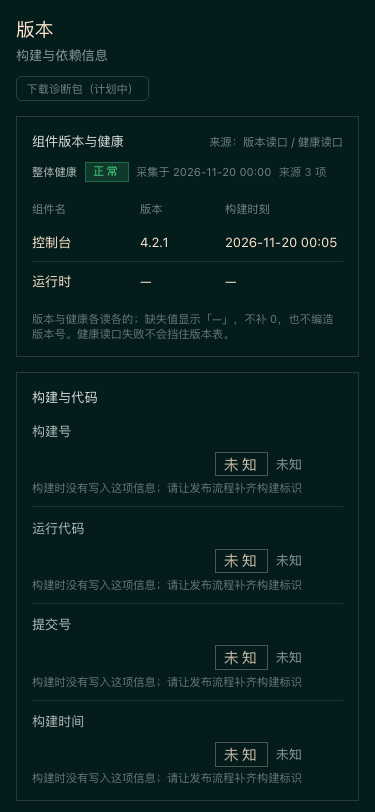 版本
构建与依赖信息
下载诊断包（计划中）
组件版本与健康 来源：版本读口 / 健康读口
整体健康 正常 采集于 2026-11-20 00:00 来源 3 项
组件名 版本 构建时刻
控制台 4.2.1 2026-11-20 00:05
运行时 — —
版本与健康各读各的；缺失值显示「—」，不补 0，也不编造
版本号。健康读口失败不会挡住版本表。
构建与代码
构建号
未知 未知
构建时没有写入这项信息；请让发布流程补齐构建标识
运行代码
未知 未知
构建时没有写入这项信息；请让发布流程补齐构建标识
提交号
未知 未知
构建时没有写入这项信息；请让发布流程补齐构建标识
构建时间
未知 未知
构建时没有写入这项信息；请让发布流程补齐构建标识